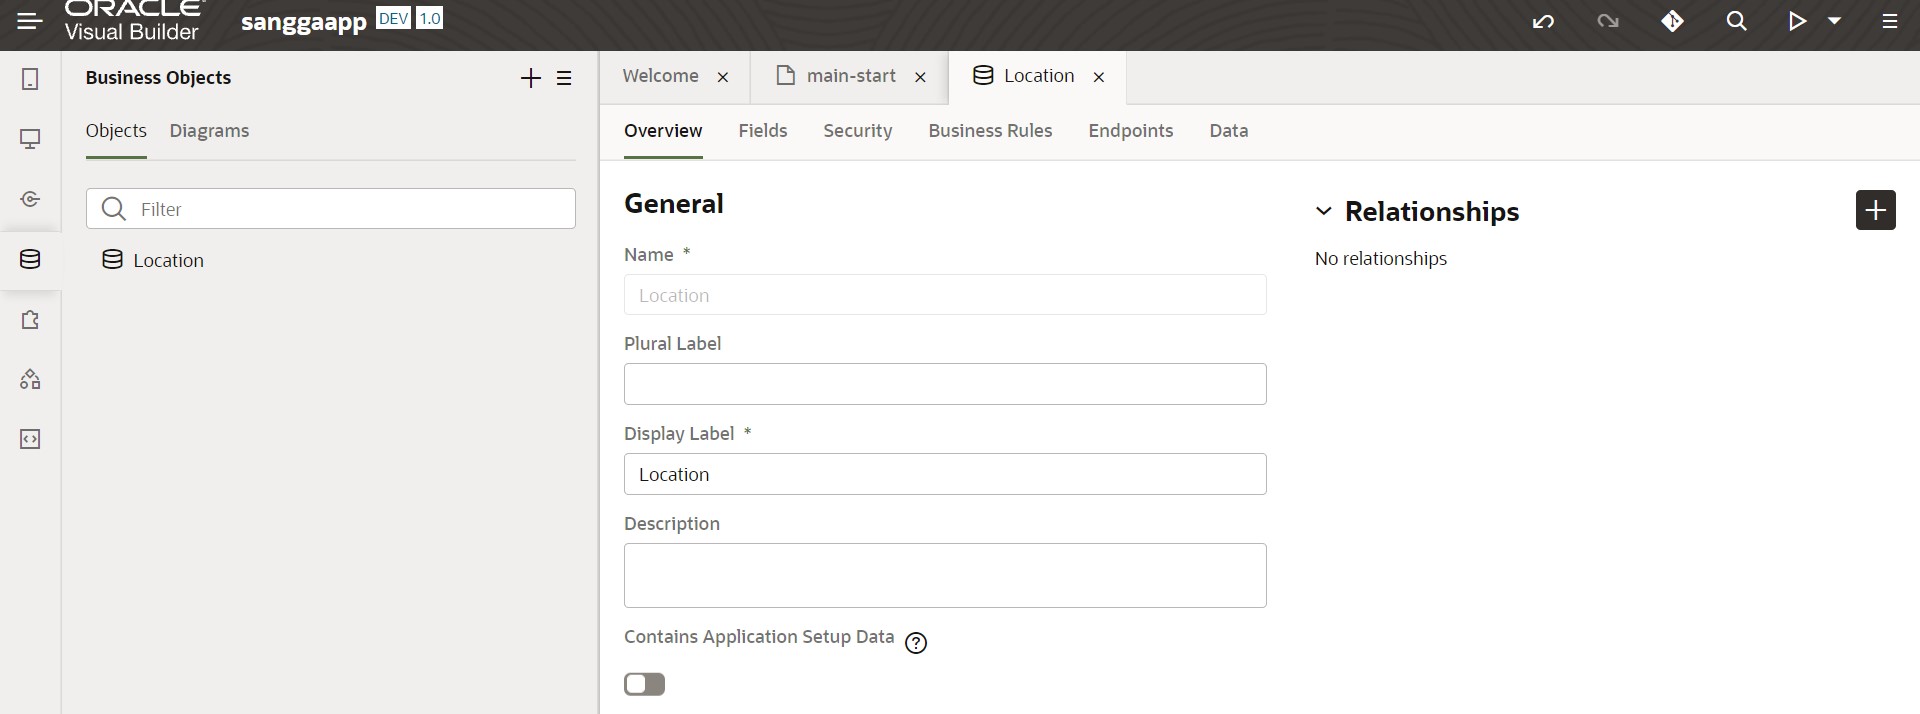 ORACLE
Visual Builder
sanggaapp DEV 1.0
Business Objects
Objects Diagrams
Filter
Location
Welcome × main-start × Location ×
Overview Fields Security Business Rules Endpoints Data
General
Name *
Location
Plural Label
Display Label *
Location
Description
Contains Application Setup Data ?
Relationships
No relationships